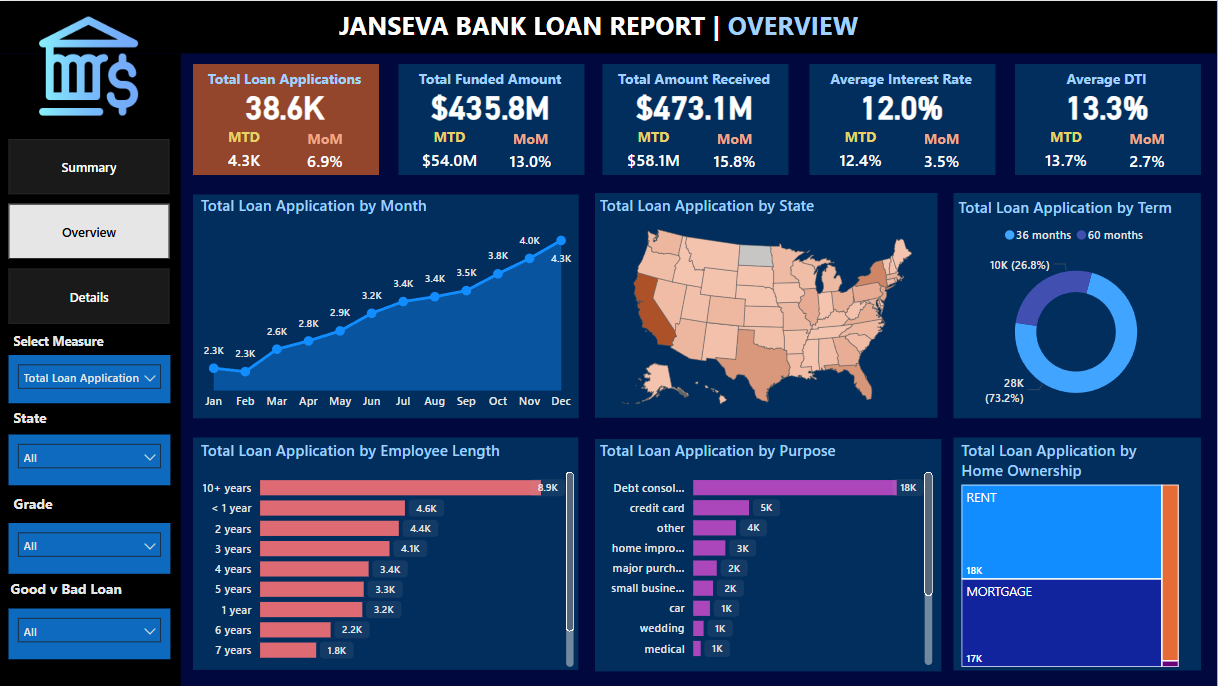 JANSEVA BANK LOAN REPORT | OVERVIEW
Summary
Overview
Details
Select Measure
Total Loan Application
State
All
Grade
All
Good v Bad Loan
All
Total Loan Applications
38.6K
MTD MoM
4.3K 6.9%
Total Funded Amount
$435.8M
MTD MoM
$54.0M 13.0%
Total Amount Received
$473.1M
MTD MoM
$58.1M 15.8%
Average Interest Rate
12.0%
MTD MoM
12.4% 3.5%
Average DTI
13.3%
MTD MoM
13.7% 2.7%
Total Loan Application by Month
2.3K 2.3K 2.6K 2.8K 2.9K 3.2K 3.4K 3.4K 3.5K 3.8K 4.0K 4.3K
Jan Feb Mar Apr May Jun Jul Aug Sep Oct Nov Dec
Total Loan Application by State
Total Loan Application by Term
36 months 60 months
10K (26.8%)
28K
(73.2%)
Total Loan Application by Employee Length
10+ years 8.9K
< 1 year 4.6K
2 years 4.4K
3 years 4.1K
4 years 3.4K
5 years 3.3K
1 year 3.2K
6 years 2.2K
7 years 1.8K
Total Loan Application by Purpose
Debt consol... 18K
credit card 5K
other 4K
home impro... 3K
major purch... 2K
small busine... 2K
car 1K
wedding 1K
medical 1K
Total Loan Application by
Home Ownership
RENT
18K
MORTGAGE
17K